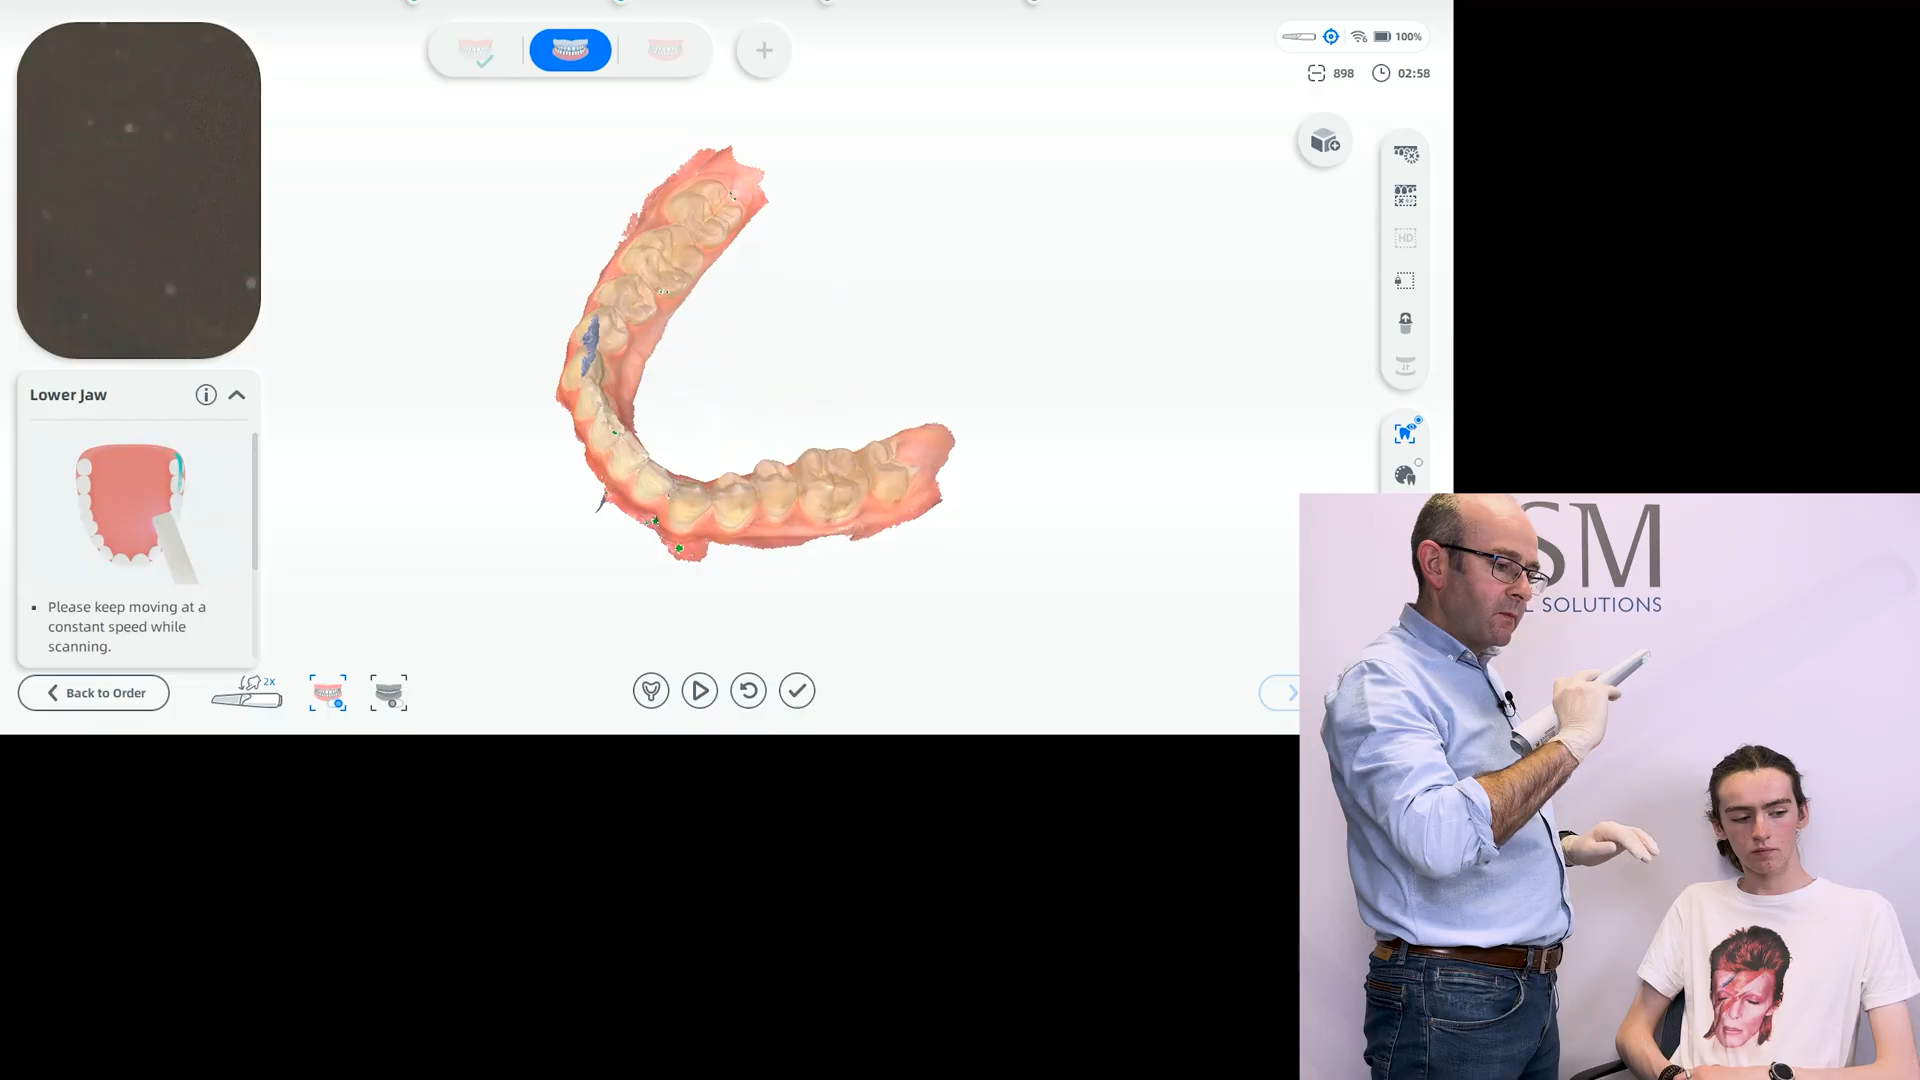 100%
898
02:58
HD
Lower Jaw
Please keep moving at a
constant speed while
scanning.
Back to Order
2X
SM
SOLUTIONS